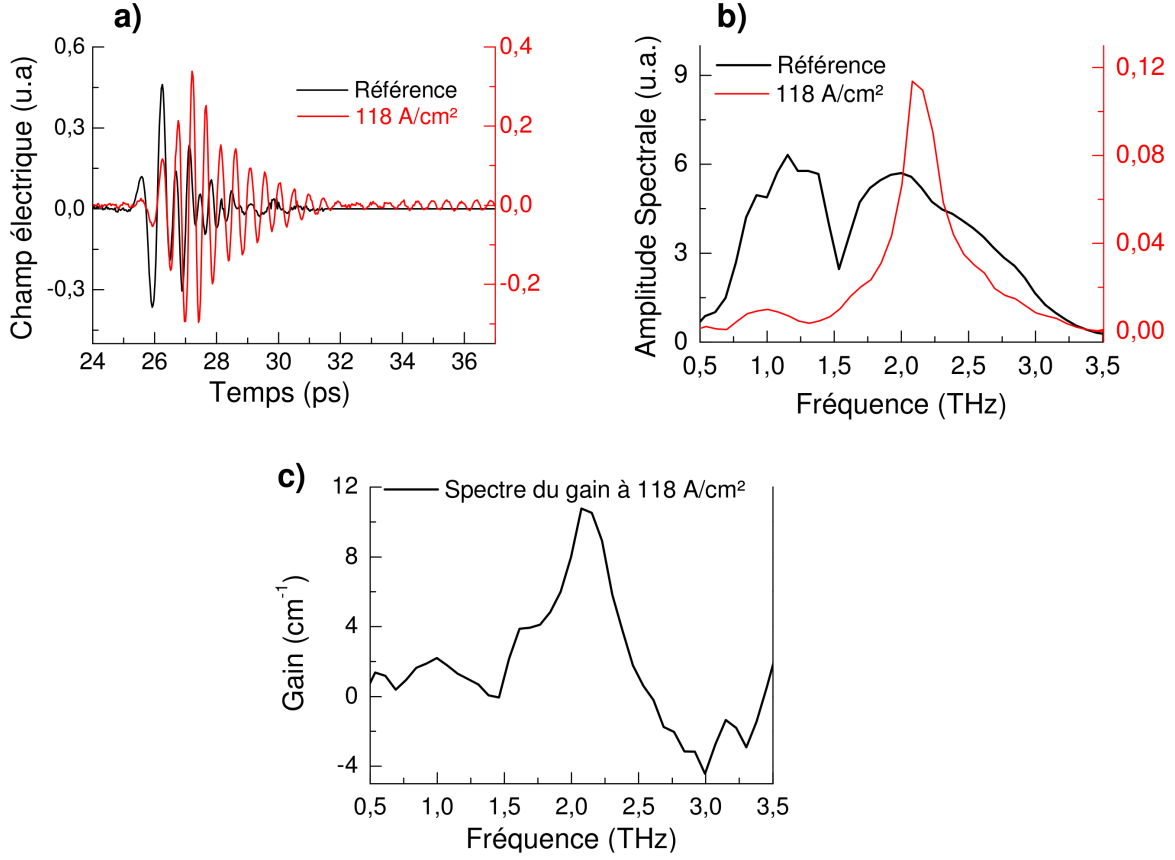 a)
Champ électrique (u.a)
0,6
0,3
0,0
-0,3
Référence
118 A/cm²
0,4
0,2
0,0
-0,2
24 26 28 30 32 34 36
Temps (ps)
b)
Amplitude Spectrale (u.a.)
9
6
3
0
Référence
118 A/cm²
0,12
0,08
0,04
0,00
0,5 1,0 1,5 2,0 2,5 3,0 3,5
Fréquence (THz)
c)
Gain (cm⁻¹)
12
8
4
0
-4
Spectre du gain à 118 A/cm²
0,5 1,0 1,5 2,0 2,5 3,0 3,5
Fréquence (THz)